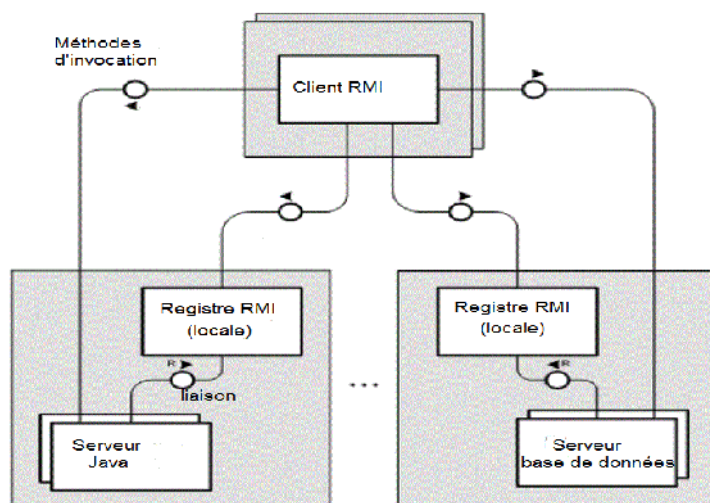 Méthodes
d'invocation
Client RMI
Registre RMI
(locale)
Registre RMI
(locale)
R
R
liaison
...
Serveur
Java
Serveur
base de données